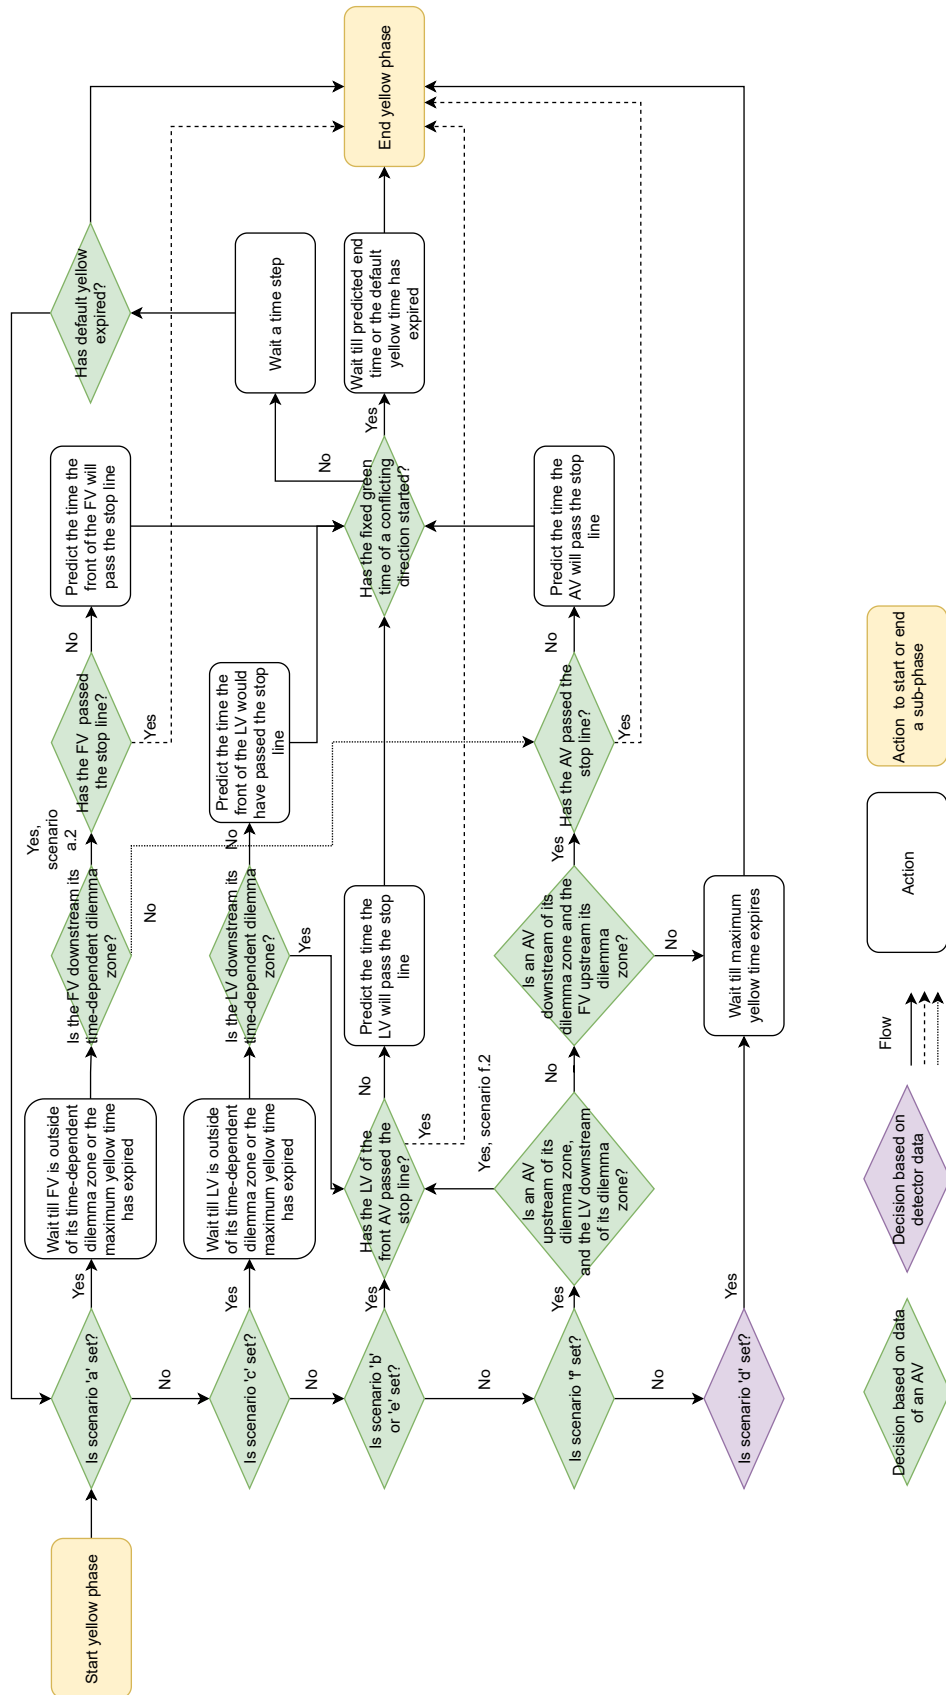 Start yellow phase
Is scenario 'a' set?
Yes
No
Wait till FV is outside
of its time-dependent
dilemma zone or the
maximum yellow time
has expired
Is the FV downstream its
time-dependent dilemma
zone?
Yes,
scenario
a.2
No
Has the FV passed
the stop line?
No
Yes
Predict the time the
front of the FV will
pass the stop line
Has default yellow
expired?
Is scenario 'c' set?
Yes
No
Wait till LV is outside
of its time-dependent
dilemma zone or the
maximum yellow time
has expired
Is the LV downstream its
time-dependent dilemma
zone?
No
Yes
Predict the time the
front of the LV would
have passed the stop
line
Wait a time step
Is scenario 'b'
or 'e' set?
Yes
No
Has the LV of the
front AV passed the
stop line?
No
Yes
Predict the time the
LV will pass the stop
line
Has the fixed green
time of a conflicting
direction started?
No
Yes
Wait till predicted end
time or the default
yellow time has
expired
End yellow phase
Is scenario 'f' set?
Yes
No
Is an AV
upstream of its
dilemma zone,
and the LV downstream
of its dilemma
zone?
Yes, scenario f.2
No
Is an AV
downstream of its
dilemma zone and the
FV upstream its
dilemma
zone?
Yes
No
Has the AV passed the
stop line?
No
Yes
Predict the time the
AV will pass the stop
line
Is scenario 'd' set?
Yes
Wait till maximum
yellow time expires
Decision based on data
of an AV
Decision based on
detector data
Flow
Action
Action to start or end
a sub-phase